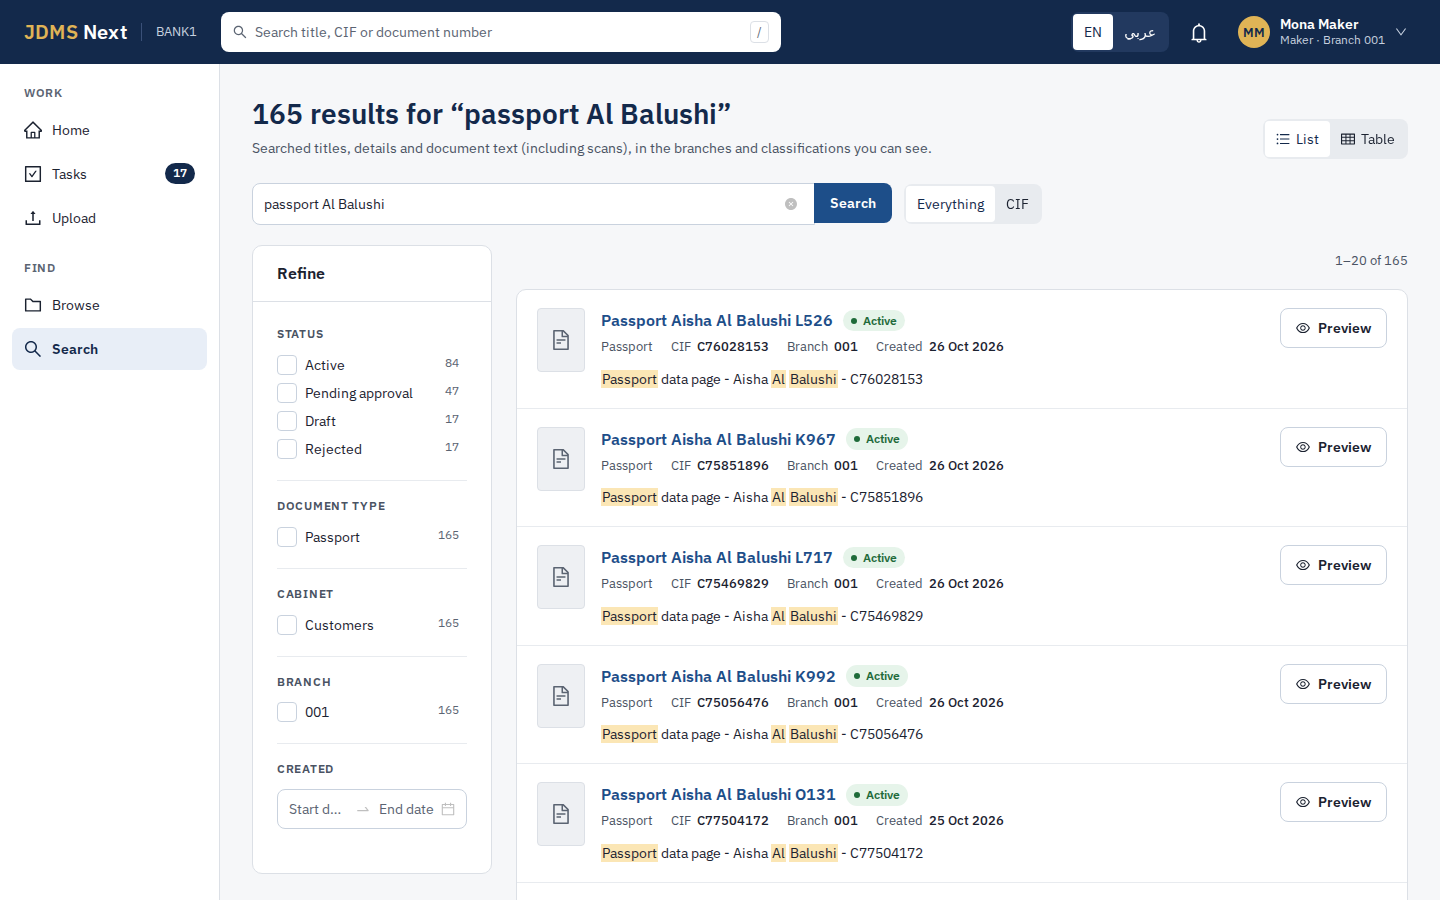 JDMS Next
BANK1
Search title, CIF or document number
/
EN
عربي
MM
Mona Maker
Maker · Branch 001
WORK
Home
Tasks
17
Upload
FIND
Browse
Search
165 results for “passport Al Balushi”
Searched titles, details and document text (including scans), in the branches and classifications you can see.
List
Table
passport Al Balushi
Search
Everything
CIF
Refine
STATUS
Active 84
Pending approval 47
Draft 17
Rejected 17
DOCUMENT TYPE
Passport 165
CABINET
Customers 165
BRANCH
001 165
CREATED
Start d...
End date
1–20 of 165
Passport Aisha Al Balushi L526 Active
Passport CIF C76028153 Branch 001 Created 26 Oct 2026
Passport data page - Aisha Al Balushi - C76028153
Preview
Passport Aisha Al Balushi K967 Active
Passport CIF C75851896 Branch 001 Created 26 Oct 2026
Passport data page - Aisha Al Balushi - C75851896
Preview
Passport Aisha Al Balushi L717 Active
Passport CIF C75469829 Branch 001 Created 26 Oct 2026
Passport data page - Aisha Al Balushi - C75469829
Preview
Passport Aisha Al Balushi K992 Active
Passport CIF C75056476 Branch 001 Created 26 Oct 2026
Passport data page - Aisha Al Balushi - C75056476
Preview
Passport Aisha Al Balushi O131 Active
Passport CIF C77504172 Branch 001 Created 25 Oct 2026
Passport data page - Aisha Al Balushi - C77504172
Preview